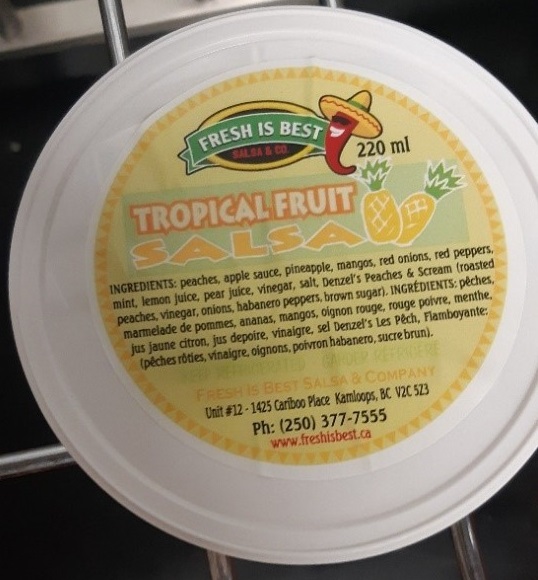 FRESH IS BEST
SALSA & CO
220 ml
TROPICAL FRUIT
SALSA
INGREDIENTS: peaches, apple sauce, pineapple, mangos, red onions, red peppers,
mint, lemon juice, pear juice, vinegar, salt, Denzel's Peaches & Scream (roasted
peaches, vinegar, onions, habanero peppers, brown sugar). INGRÉDIENTS: pêches,
marmelade de pommes, ananas, mangos, oignon rouge, rouge poivre, menthe,
jus jaune citron, jus depoire, vinaigre, sel Denzel's Les Pêch, Flamboyante:
(pêches rôties, vinaigre, oignons, poivron habanero, sucre brun).
KEEP REFRIGERATED GARDER REFRIGERE
FRESH IS BEST SALSA & COMPANY
Unit #12 - 1425 Cariboo Place Kamloops, BC V2C 5Z3
Ph: (250) 377-7555
www.freshisbest.ca